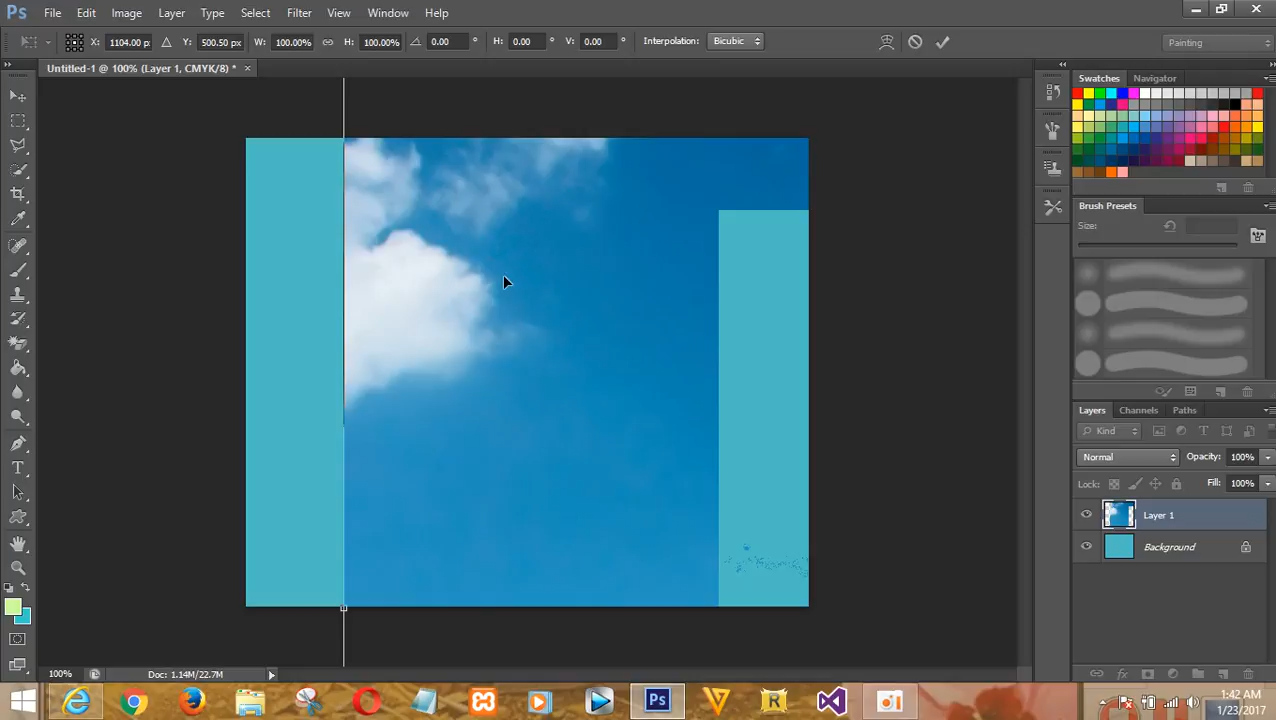 Ps File Edit Image Layer Type Select Filter View Window Help
X: 1104.00 px Y: 500.50 px W: 100.00% H: 100.00% 0.00 ° H: 0.00 ° V: 0.00 ° Interpolation: Bicubic Painting
Untitled-1 @ 100% (Layer 1, CMYK/8) * ×
Swatches Navigator
Brush Presets
Size:
Layers Channels Paths
Kind
Normal Opacity: 100%
Lock: Fill: 100%
Layer 1
Background
100% Doc: 1.14M/22.7M
1:42 AM
1/23/2017